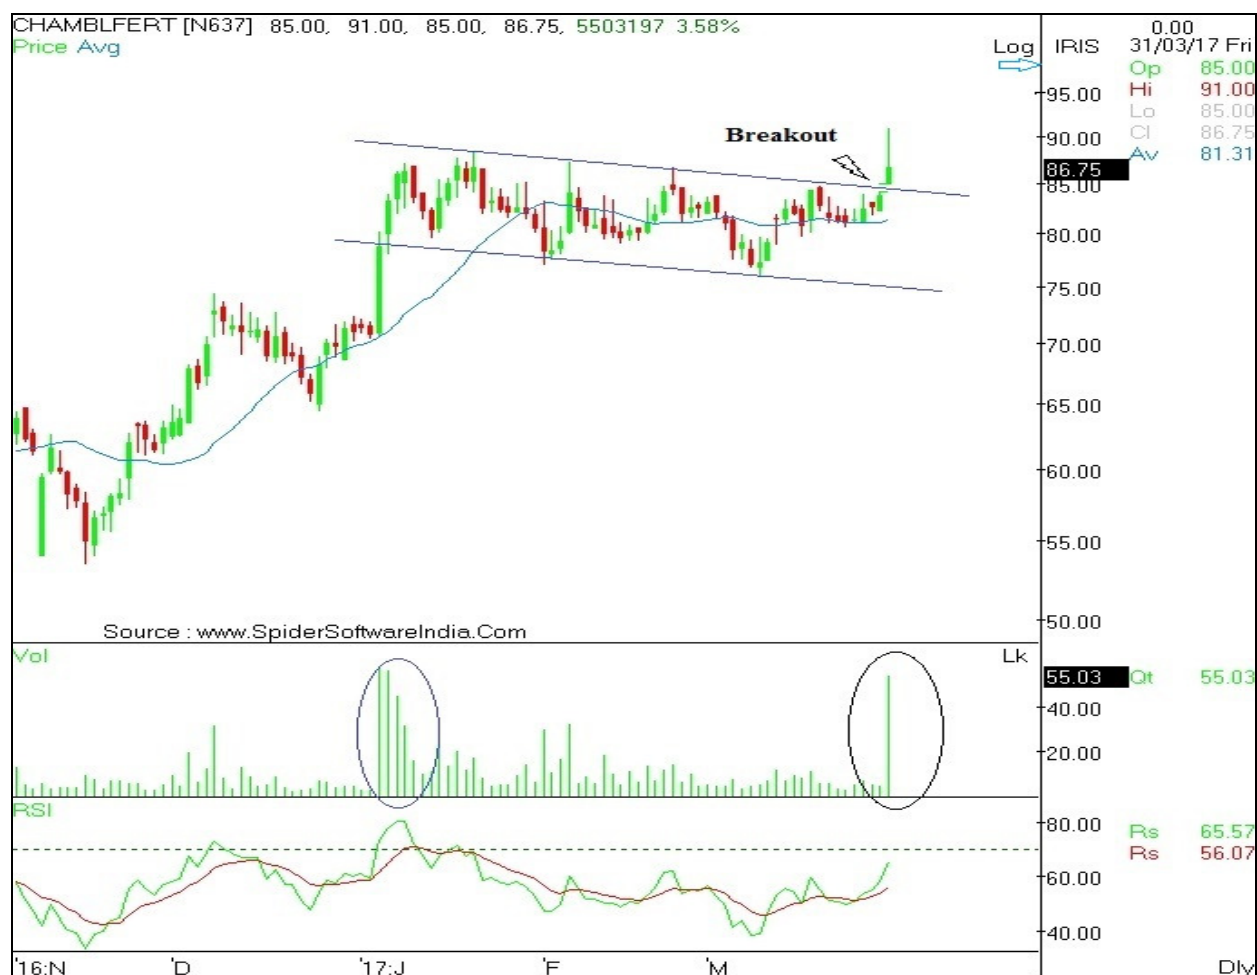 CHAMBLFERT [N637] 85.00, 91.00, 85.00, 86.75, 5503197 3.58%
Price Avg
Log
IRIS
0.00
31/03/17 Fri
Op 85.00
Hi 91.00
Lo 85.00
Cl 86.75
Av 81.31
95.00
90.00
86.75
85.00
80.00
75.00
70.00
65.00
60.00
55.00
50.00
Breakout
Source : www.SpiderSoftwareIndia.Com
Vol
Lk
55.03
Qt 55.03
40.00
20.00
RSI
80.00
60.00
40.00
Rs 65.57
Rs 56.07
'16:N 'D '17:J 'F 'M Dly